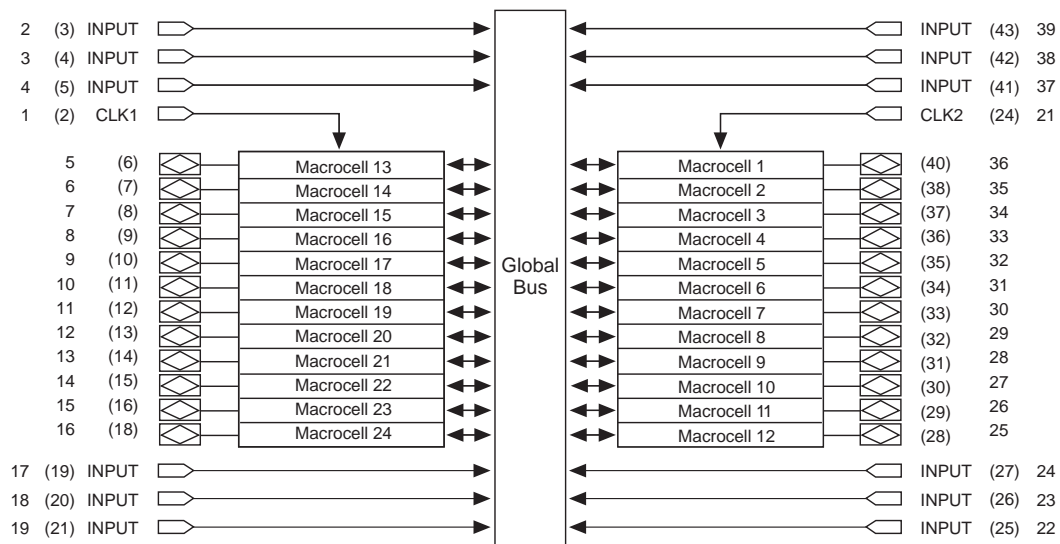 2 (3) INPUT INPUT (43) 39
3 (4) INPUT INPUT (42) 38
4 (5) INPUT INPUT (41) 37
1 (2) CLK1 CLK2 (24) 21
5 (6) Macrocell 13 Macrocell 1 (40) 36
6 (7) Macrocell 14 Macrocell 2 (38) 35
7 (8) Macrocell 15 Macrocell 3 (37) 34
8 (9) Macrocell 16 Macrocell 4 (36) 33
9 (10) Macrocell 17 Global Macrocell 5 (35) 32
10 (11) Macrocell 18 Bus Macrocell 6 (34) 31
11 (12) Macrocell 19 Macrocell 7 (33) 30
12 (13) Macrocell 20 Macrocell 8 (32) 29
13 (14) Macrocell 21 Macrocell 9 (31) 28
14 (15) Macrocell 22 Macrocell 10 (30) 27
15 (16) Macrocell 23 Macrocell 11 (29) 26
16 (18) Macrocell 24 Macrocell 12 (28) 25
17 (19) INPUT INPUT (27) 24
18 (20) INPUT INPUT (26) 23
19 (21) INPUT INPUT (25) 22